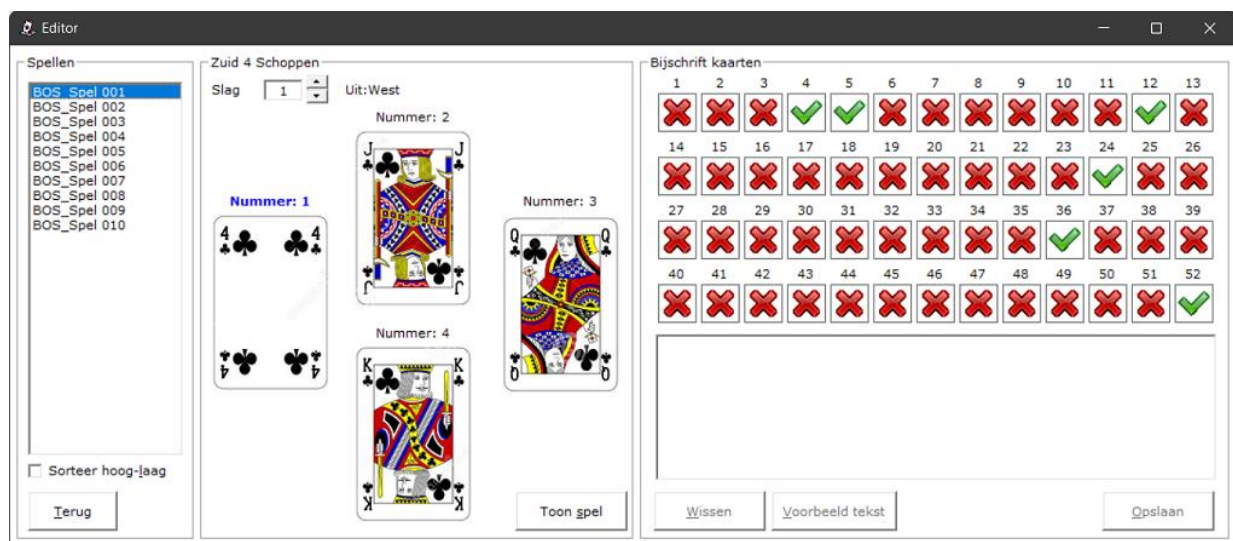 Editor
Spellen
BOS_Spel 001
BOS_Spel 002
BOS_Spel 003
BOS_Spel 004
BOS_Spel 005
BOS_Spel 006
BOS_Spel 007
BOS_Spel 008
BOS_Spel 009
BOS_Spel 010
Sorteer hoog-laag
Terug
Zuid 4 Schoppen
Slag 1 Uit:West
Nummer: 2
J J
J J
Nummer: 1
4 4
4 4
Nummer: 3
Q Q
Q Q
Nummer: 4
K K
K K
Toon spel
Bijschrift kaarten
1 2 3 4 5 6 7 8 9 10 11 12 13
14 15 16 17 18 19 20 21 22 23 24 25 26
27 28 29 30 31 32 33 34 35 36 37 38 39
40 41 42 43 44 45 46 47 48 49 50 51 52
Wissen Voorbeeld tekst Opslaan